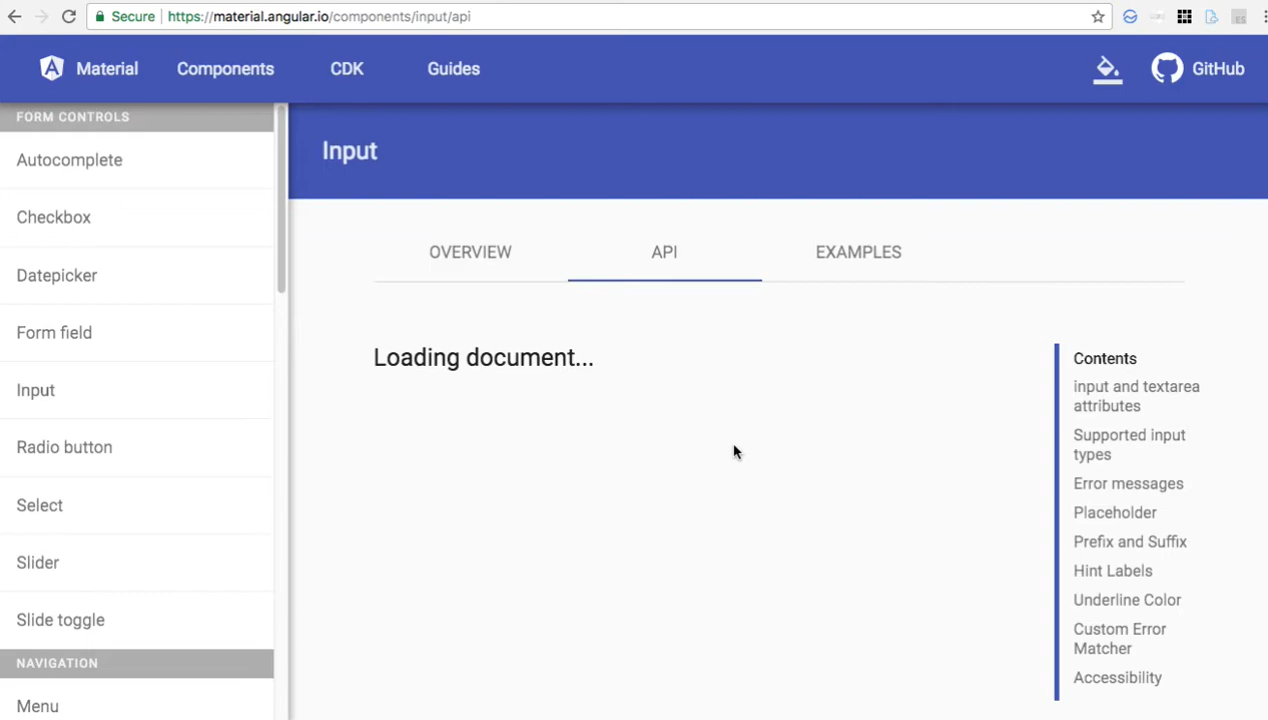 Secure https://material.angular.io/components/input/api
Material Components CDK Guides GitHub
FORM CONTROLS
Autocomplete
Checkbox
Datepicker
Form field
Input
Radio button
Select
Slider
Slide toggle
NAVIGATION
Menu
Input
OVERVIEW API EXAMPLES
Loading document...
Contents
input and textarea
attributes
Supported input
types
Error messages
Placeholder
Prefix and Suffix
Hint Labels
Underline Color
Custom Error
Matcher
Accessibility